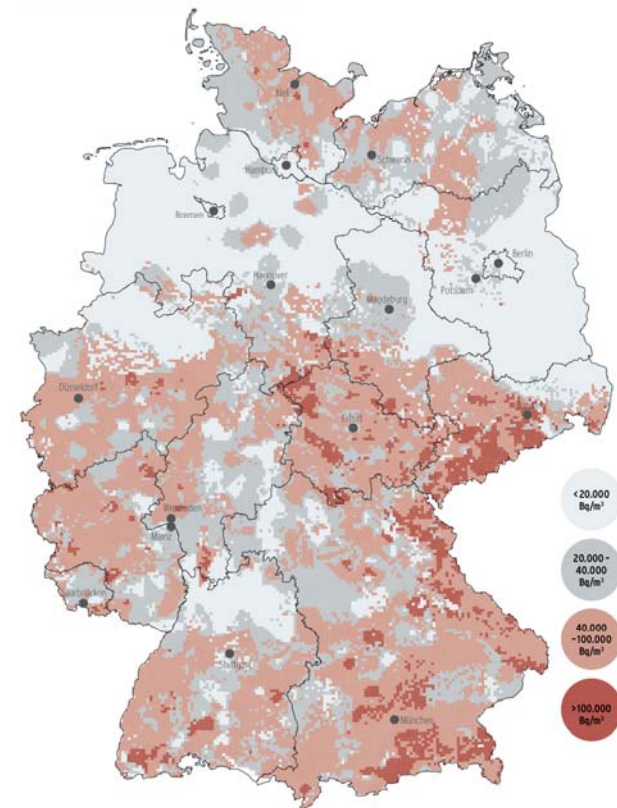 Kiel
Schwerin
Hamburg
Bremen
Berlin
Potsdam
Hannover
Magdeburg
Düsseldorf
Erfurt
Wiesbaden
Mainz
Saarbrücken
Stuttgart
München
<20.000
Bq/m³
20.000 -
40.000
Bq/m³
40.000
-100.000
Bq/m³
>100.000
Bq/m³